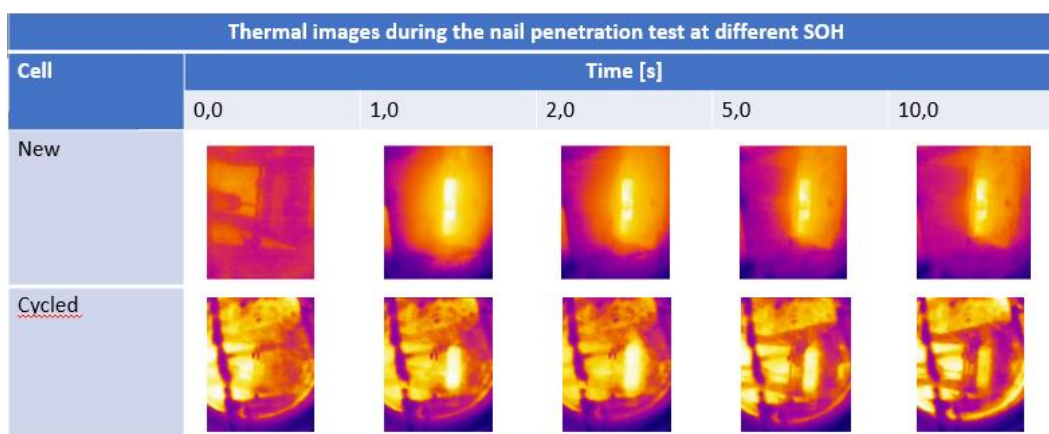 Thermal images during the nail penetration test at different SOH
Cell
Time [s]
0,0
1,0
2,0
5,0
10,0
New
Cycled